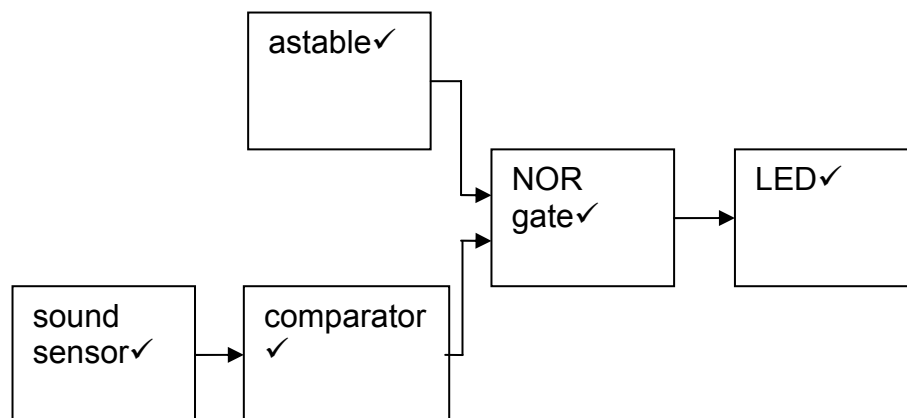 astable✓
NOR
gate✓
LED✓
sound
sensor✓
comparator
✓